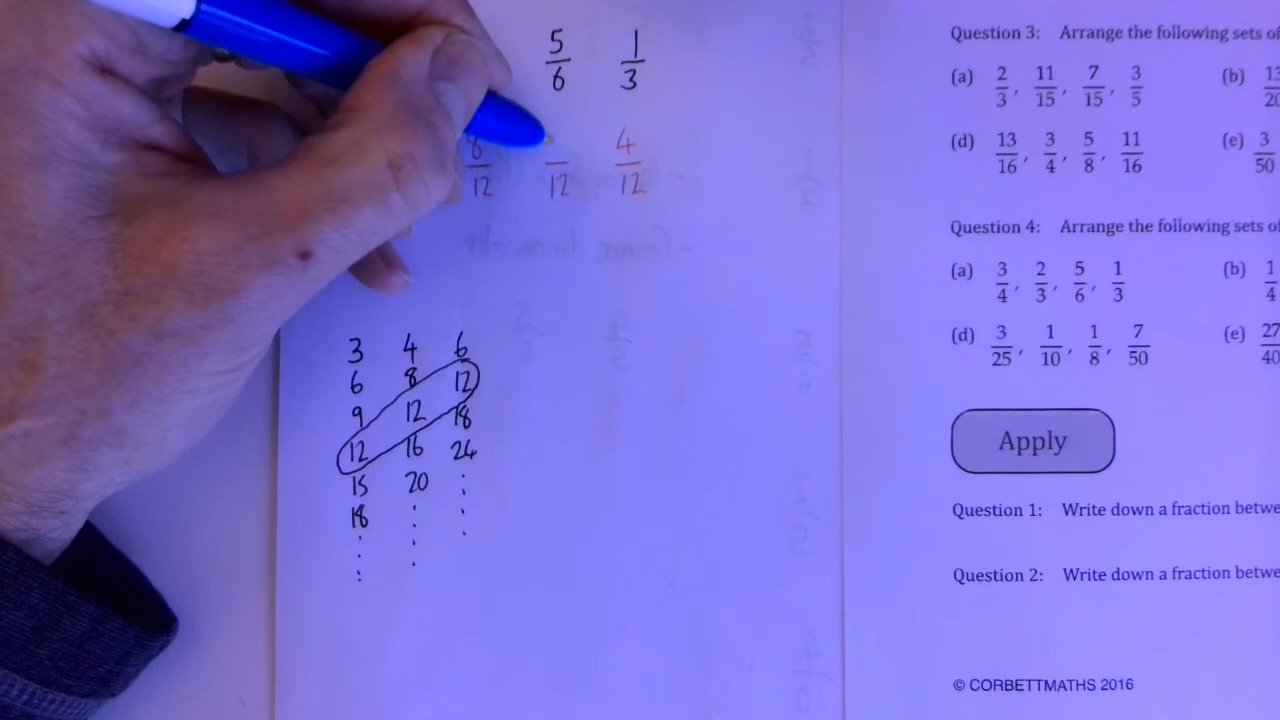 5/6 1/3
8/12 /12 4/12
3 4 6
6 8 12
9 12 18
12 16 24
15 20 :
18 : .
: .
:
Question 3: Arrange the following sets of
(a) 2/3, 11/15, 7/15, 3/5 (b)
(d) 13/16, 3/4, 5/8, 11/16 (e) 3/50
Question 4: Arrange the following sets of
(a) 3/4, 2/3, 5/6, 1/3 (b) 1/4
(d) 3/25, 1/10, 1/8, 7/50 (e) 27/40
Apply
Question 1: Write down a fraction betwe
Question 2: Write down a fraction betwe
© CORBETTMATHS 2016